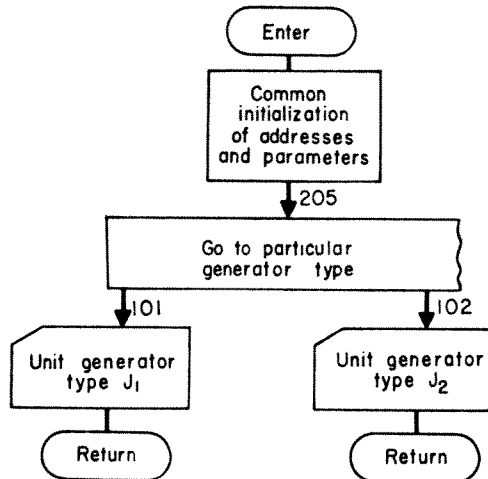 Enter
Common
initialization
of addresses
and parameters
205
Go to particular
generator type
101
102
Unit generator
type J₁
Unit generator
type J₂
Return
Return